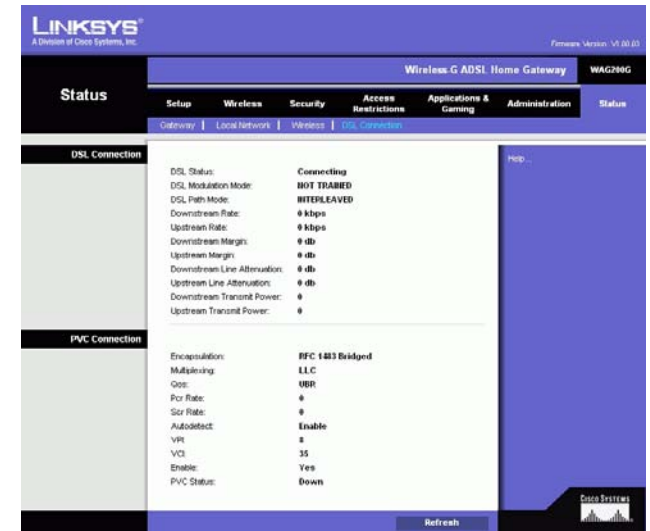 LINKSYS®
A Division of Cisco Systems, Inc.
Firmware Version: V1.00.03
Wireless-G ADSL Home Gateway WAG200G
Status
Setup Wireless Security Access Restrictions Applications & Gaming Administration Status
Gateway | Local Network | Wireless | DSL Connection
DSL Connection
Help...
DSL Status: Connecting
DSL Modulation Mode: NOT TRAINED
DSL Path Mode: INTERLEAVED
Downstream Rate: 0 kbps
Upstream Rate: 0 kbps
Downstream Margin: 0 db
Upstream Margin: 0 db
Downstream Line Attenuation: 0 db
Upstream Line Attenuation: 0 db
Downstream Transmit Power: 0
Upstream Transmit Power: 0
PVC Connection
Encapsulation: RFC 1483 Bridged
Multiplexing: LLC
Qos: UBR
Pcr Rate: 0
Scr Rate: 0
Autodetect: Enable
VPI: 8
VCI: 35
Enable: Yes
PVC Status: Down
Refresh
CISCO SYSTEMS